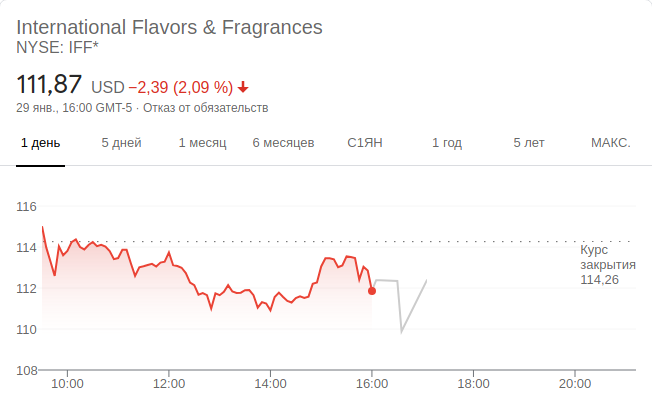 International Flavors & Fragrances
NYSE: IFF*
111,87 USD −2,39 (2,09 %)
29 янв., 16:00 GMT-5 · Отказ от обязательств
1 день 5 дней 1 месяц 6 месяцев С1ЯН 1 год 5 лет МАКС.
116
114
112
110
108
Курс
закрытия
114,26
10:00 12:00 14:00 16:00 18:00 20:00